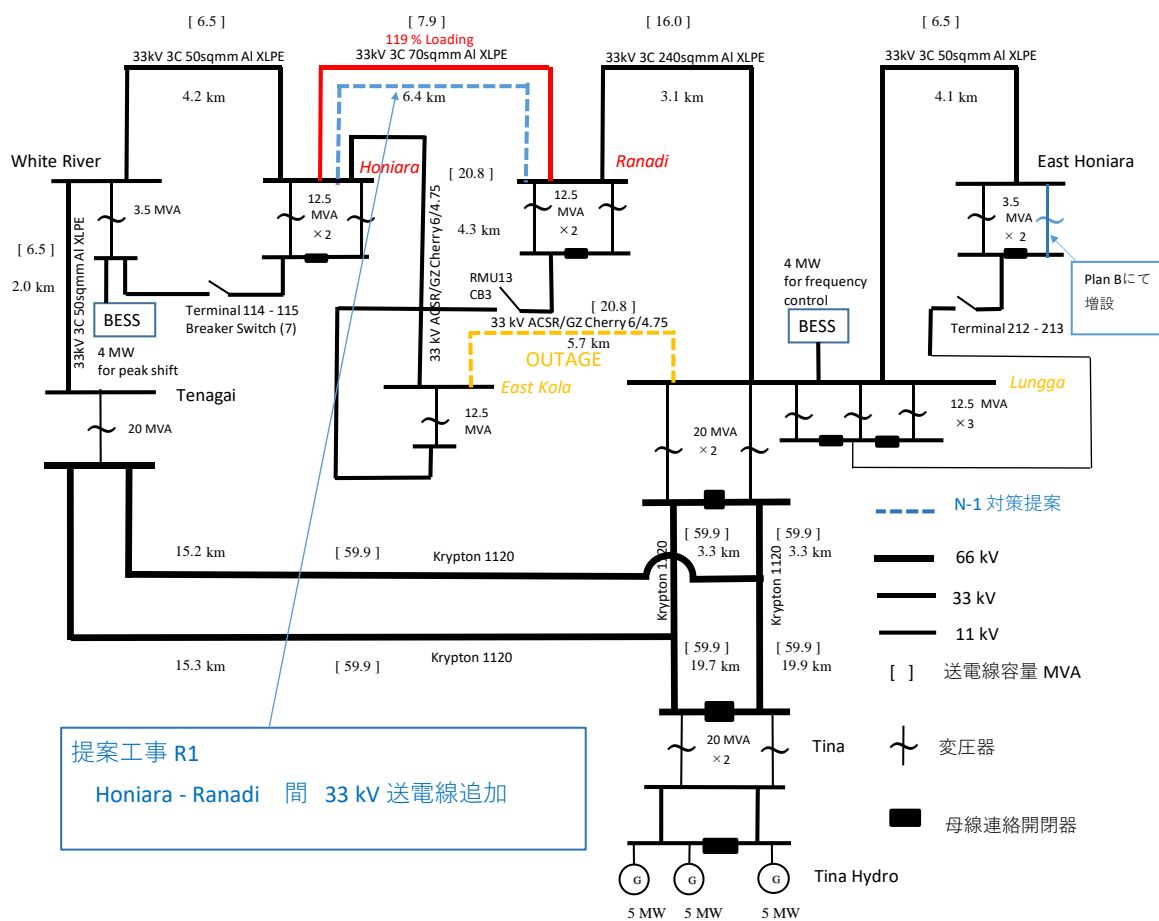 [ 6.5 ]
[ 7.9 ]
[ 16.0 ]
[ 6.5 ]
119 % Loading
33kV 3C 50sqmm Al XLPE
33kV 3C 70sqmm Al XLPE
33kV 3C 240sqmm Al XLPE
33kV 3C 50sqmm Al XLPE
4.2 km
6.4 km
3.1 km
4.1 km
White River
Honiara
Ranadi
East Honiara
[ 20.8 ]
3.5 MVA
12.5
MVA
×2
4.3 km
12.5
MVA
×2
3.5
MVA
× 2
[ 6.5 ]
2.0 km
33kV 3C 50sqmm Al XLPE
33 kV ACSR/GZ Cherry 6/4.75
RMU13
CB3
4 MW
for frequency
control
BESS
Plan Bにて
増設
BESS
Terminal 114 - 115
Breaker Switch (7)
[ 20.8 ]
33 kV ACSR/GZ Cherry 6/4.75
5.7 km
OUTAGE
Terminal 212 - 213
4 MW
for peak shift
Tenagai
East Kola
Lungga
20 MVA
12.5
MVA
20 MVA
×2
12.5 MVA
×3
N-1 対策提案
66 kV
33 kV
11 kV
[ ] 送電線容量 MVA
変圧器
母線連絡開閉器
15.2 km
[ 59.9 ]
Krypton 1120
[ 59.9 ]
3.3 km
[ 59.9 ]
3.3 km
Krypton 1120
Krypton 1120
15.3 km
[ 59.9 ]
Krypton 1120
[ 59.9 ]
19.7 km
[ 59.9 ]
19.9 km
提案工事 R1
Honiara - Ranadi 間 33 kV 送電線追加
20 MVA
×2
Tina
Tina Hydro
G
G
G
5 MW
5 MW
5 MW